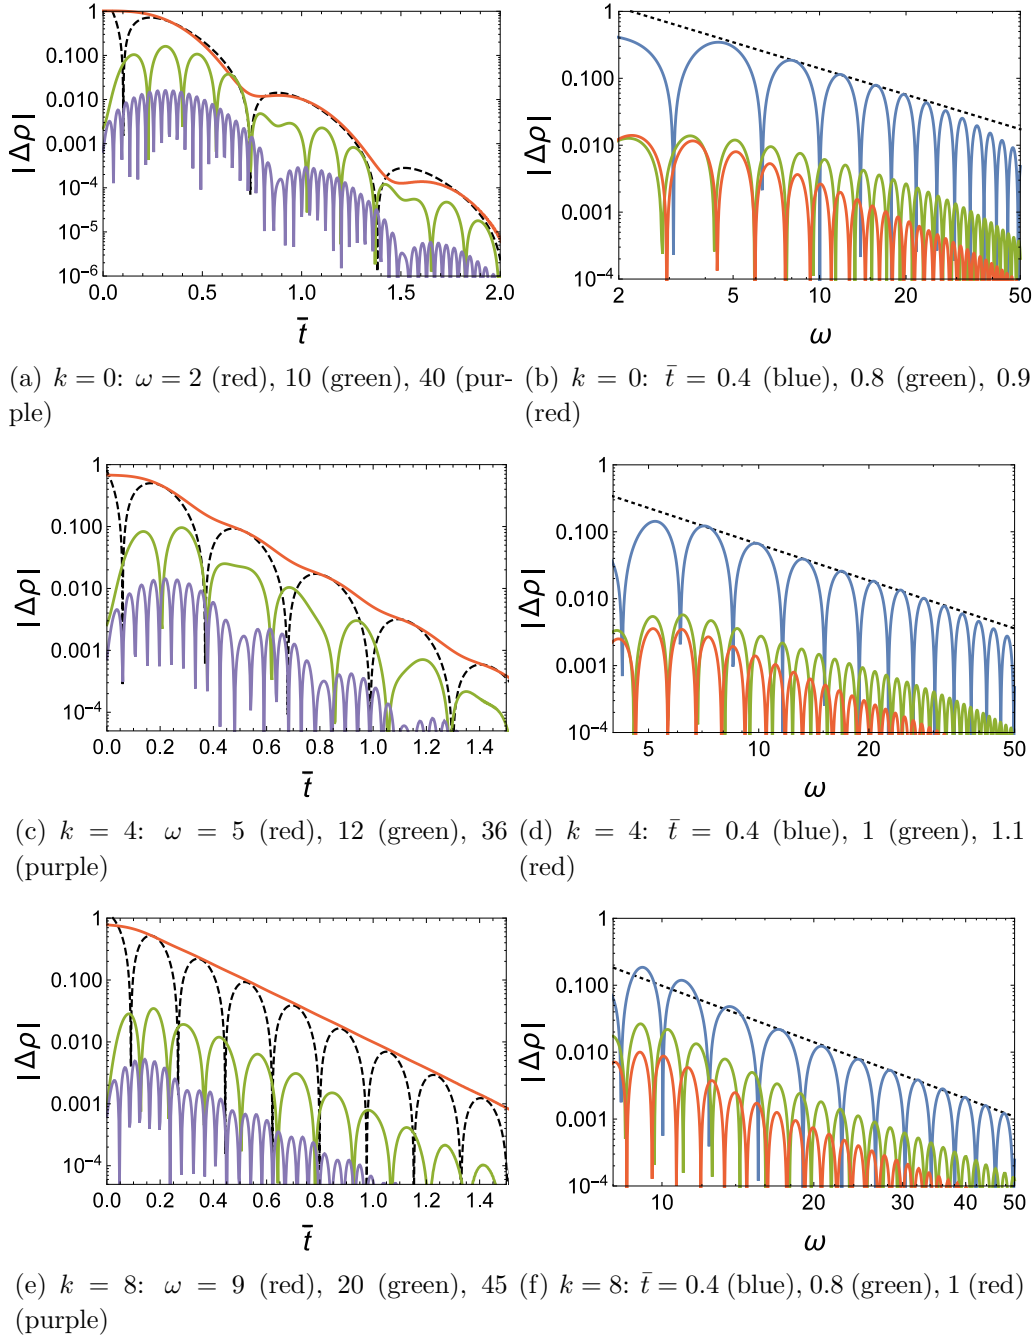 1
0.100
0.010
0.001
10⁻⁴
10⁻⁵
10⁻⁶
|Δρ|
0.0 0.5 1.0 1.5 2.0
t̄
1
0.100
0.010
0.001
10⁻⁴
|Δρ|
2 5 10 20 50
ω
(a) k = 0: ω = 2 (red), 10 (green), 40 (pur-
ple)
(b) k = 0: t̄ = 0.4 (blue), 0.8 (green), 0.9
(red)
1
0.100
0.010
0.001
10⁻⁴
|Δρ|
0.0 0.2 0.4 0.6 0.8 1.0 1.2 1.4
t̄
1
0.100
0.010
0.001
10⁻⁴
|Δρ|
5 10 20 50
ω
(c) k = 4: ω = 5 (red), 12 (green), 36
(purple)
(d) k = 4: t̄ = 0.4 (blue), 1 (green), 1.1
(red)
1
0.100
0.010
0.001
10⁻⁴
|Δρ|
0.0 0.2 0.4 0.6 0.8 1.0 1.2 1.4
t̄
1
0.100
0.010
0.001
10⁻⁴
|Δρ|
10 20 30 40 50
ω
(e) k = 8: ω = 9 (red), 20 (green), 45
(purple)
(f) k = 8: t̄ = 0.4 (blue), 0.8 (green), 1 (red)